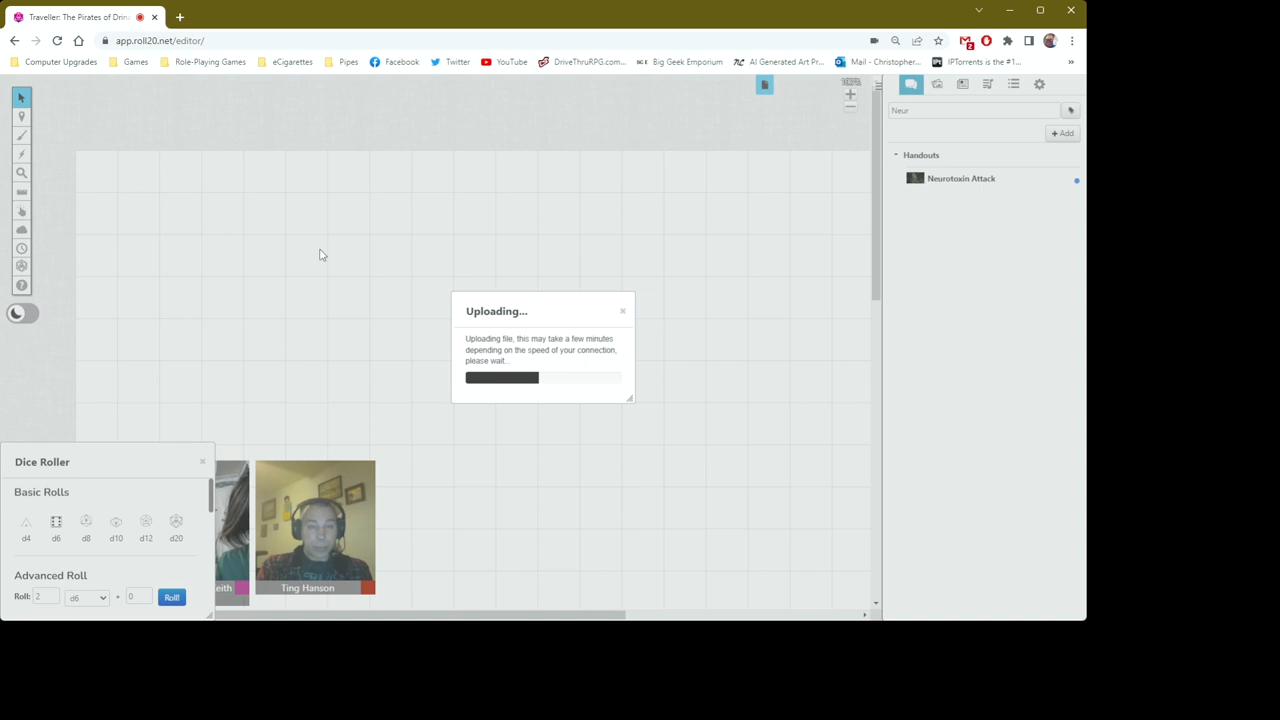 Traveller: The Pirates of Drin
app.roll20.net/editor/
2
Computer Upgrades
Games
Role-Playing Games
eCigarettes
Pipes
Facebook
Twitter
YouTube
DriveThruRPG.com...
Big Geek Emporium
AI Generated Art Pr...
Mail - Christopher...
IPTorrents is the #1...
»
Neur
+ Add
Handouts
Neurotoxin Attack
Uploading...
Uploading file, this may take a few minutes
depending on the speed of your connection,
please wait...
Dice Roller
Basic Rolls
d4
d6
d8
d10
d12
d20
Advanced Roll
Roll:
2
d6
+
0
Roll!
eith
Ting Hanson